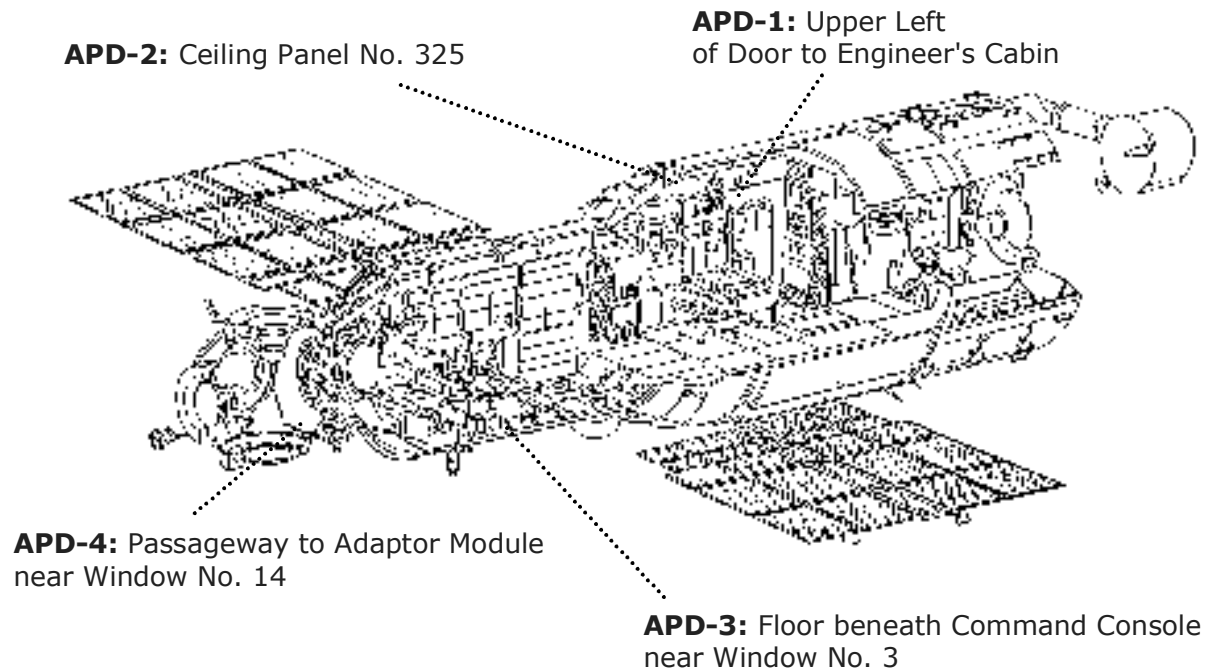 APD-1: Upper Left
of Door to Engineer's Cabin
APD-2: Ceiling Panel No. 325
APD-4: Passageway to Adaptor Module
near Window No. 14
APD-3: Floor beneath Command Console
near Window No. 3